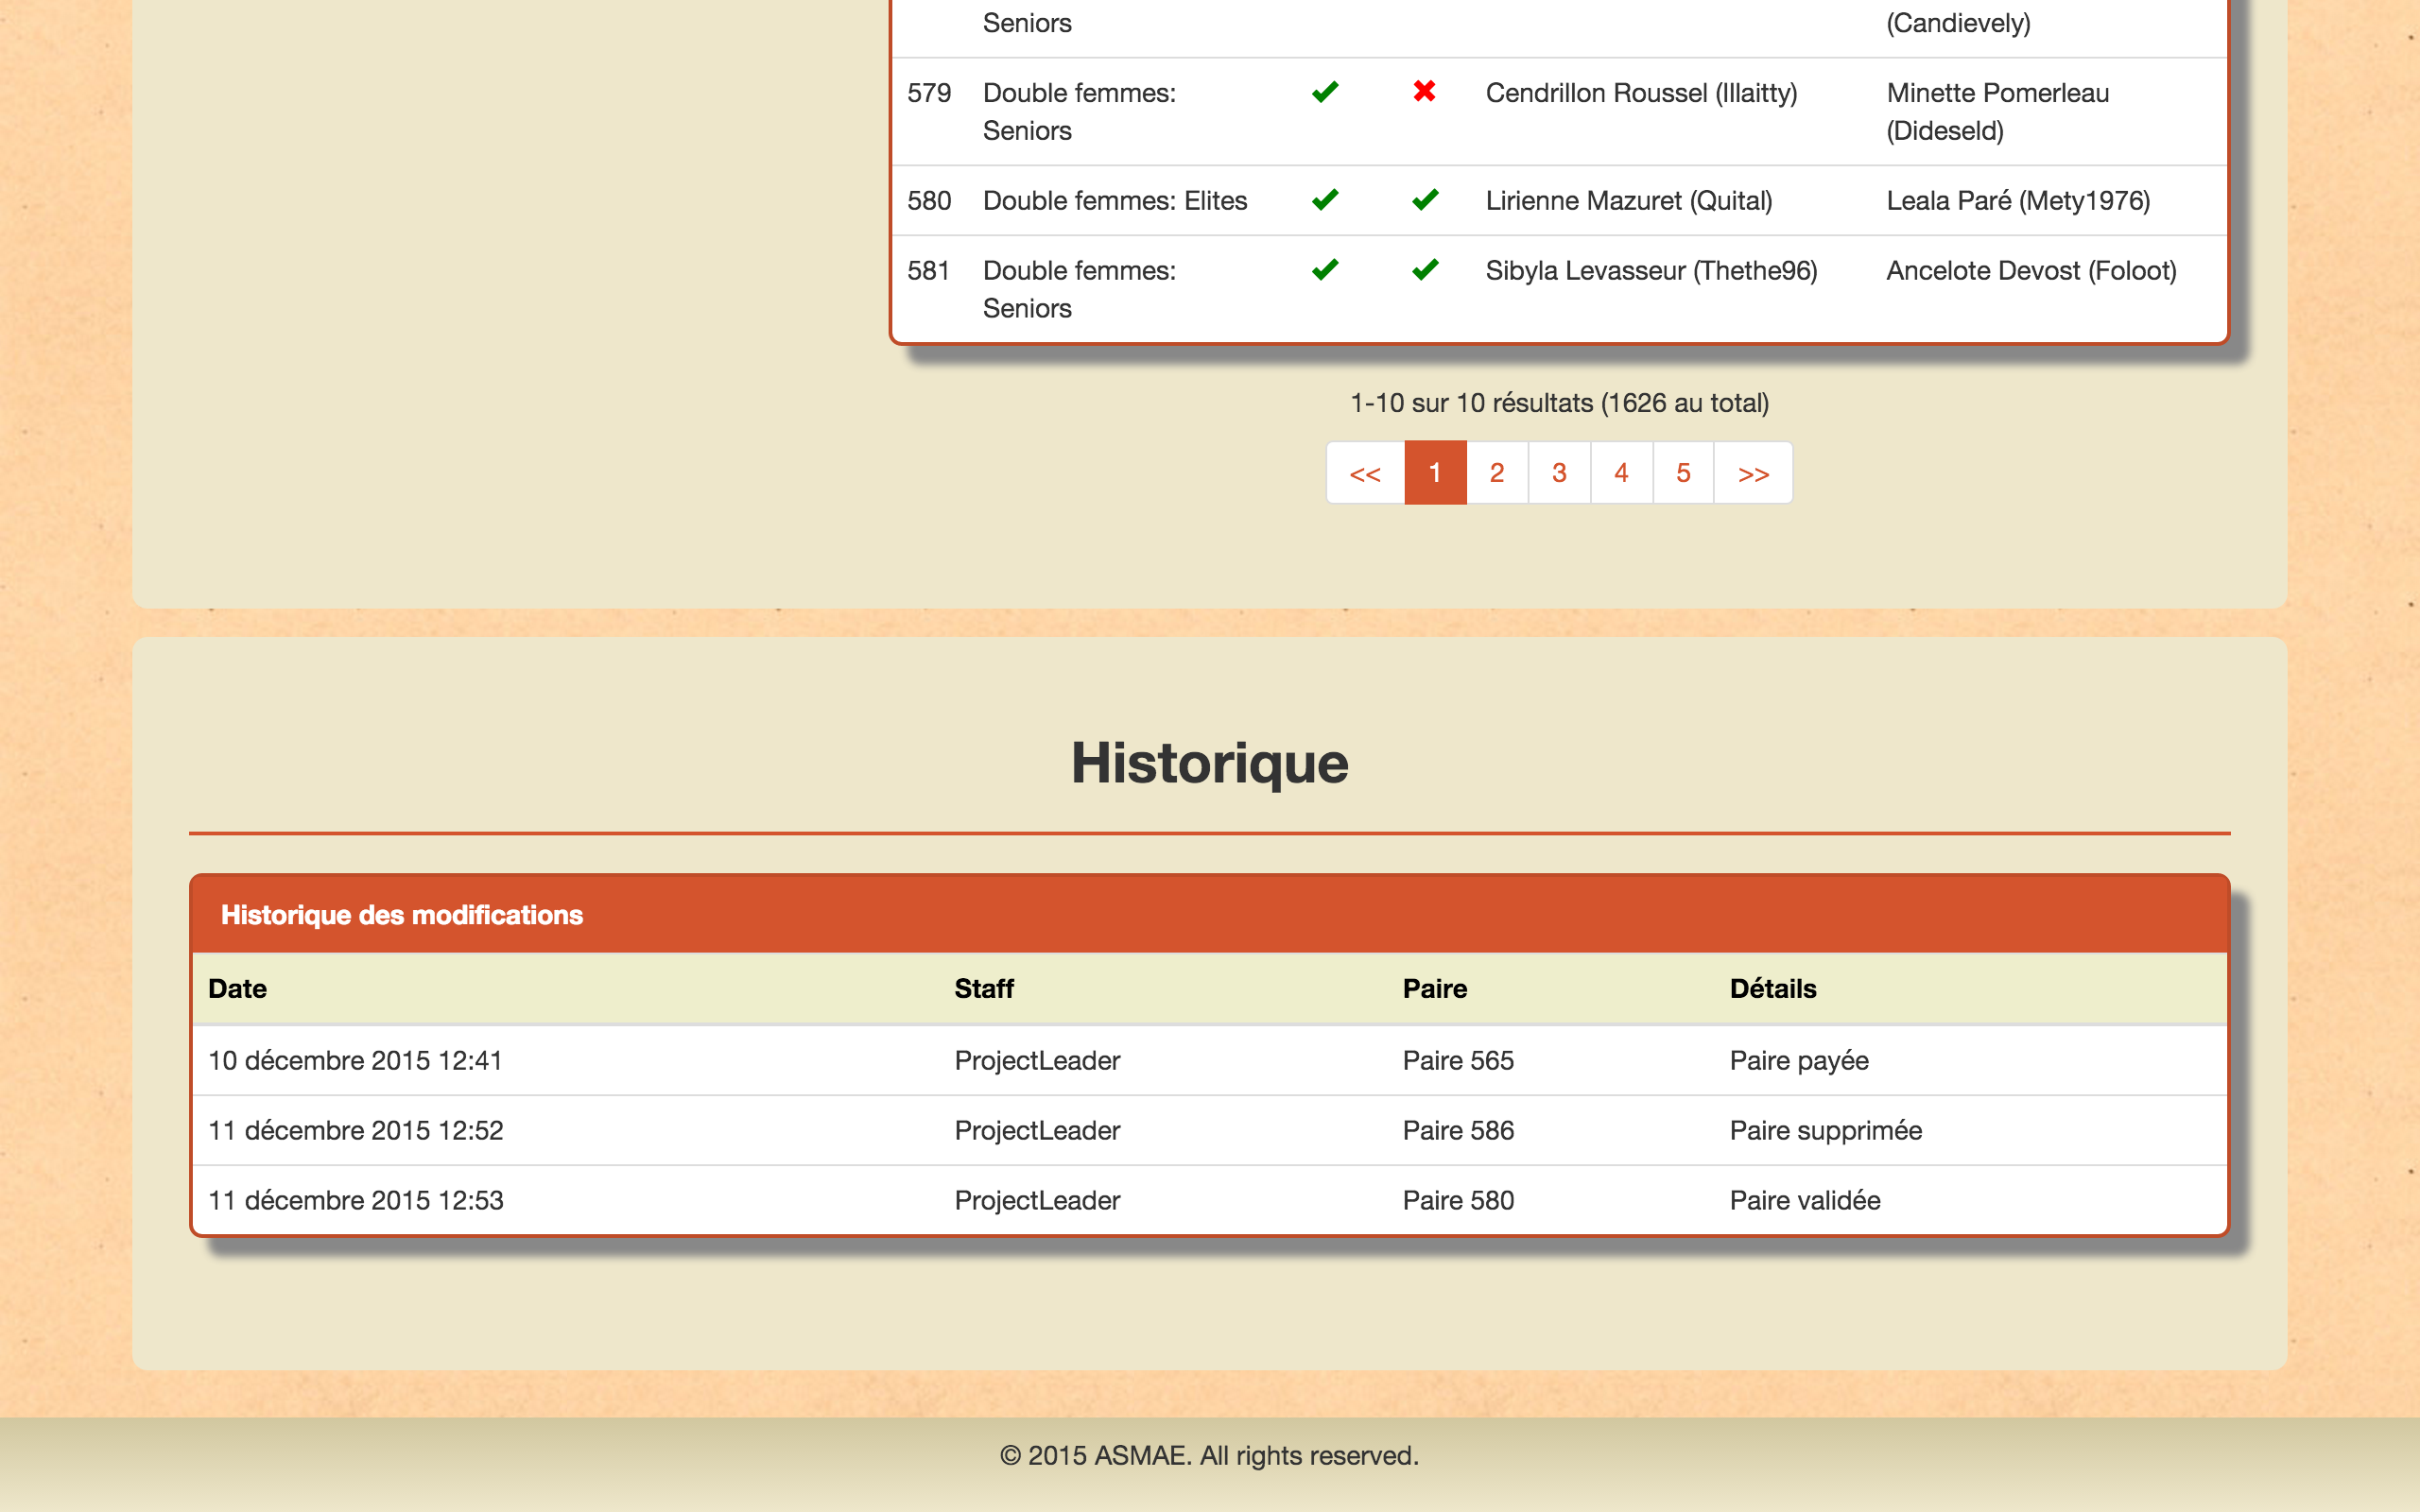 Seniors (Candievely)
579 Double femmes: Cendrillon Roussel (Illaitty) Minette Pomerleau
Seniors (Dideseld)
580 Double femmes: Elites Lirienne Mazuret (Quital) Leala Paré (Mety1976)
581 Double femmes: Sibyla Levasseur (Thethe96) Ancelote Devost (Foloot)
Seniors
1-10 sur 10 résultats (1626 au total)
<< 1 2 3 4 5 >>
Historique
Historique des modifications
Date Staff Paire Détails
10 décembre 2015 12:41 ProjectLeader Paire 565 Paire payée
11 décembre 2015 12:52 ProjectLeader Paire 586 Paire supprimée
11 décembre 2015 12:53 ProjectLeader Paire 580 Paire validée
© 2015 ASMAE. All rights reserved.